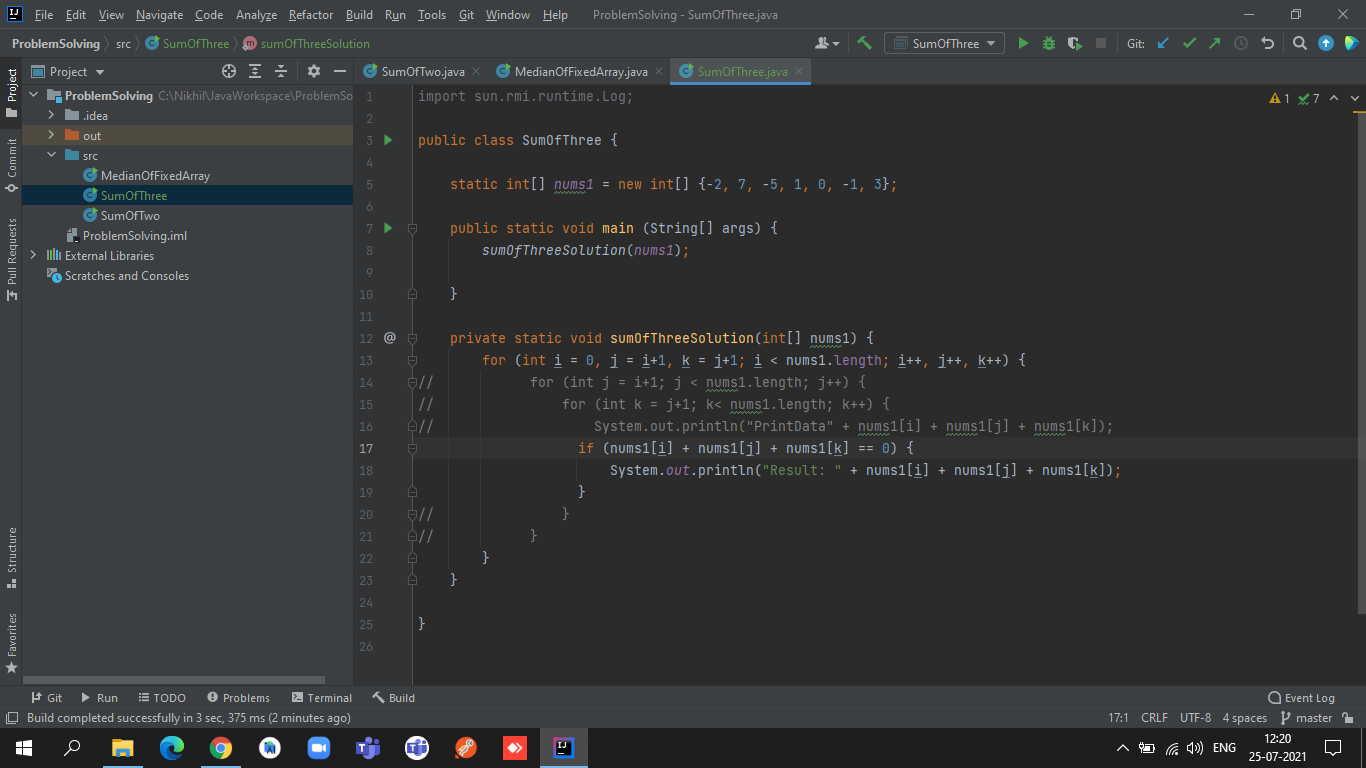 File Edit View Navigate Code Analyze Refactor Build Run Tools Git Window Help ProblemSolving - SumOfThree.java
ProblemSolving src SumOfThree sumOfThreeSolution SumOfThree Git:
Project SumOfTwo.java MedianOfFixedArray.java SumOfThree.java
Project
Commit
Pull Requests
Structure
Favorites
ProblemSolving C:\Nikhil\JavaWorkspace\ProblemSo
.idea
out
src
MedianOfFixedArray
SumOfThree
SumOfTwo
ProblemSolving.iml
External Libraries
Scratches and Consoles
1 import sun.rmi.runtime.Log; 1 7
2
3 public class SumOfThree {
4
5 static int[] nums1 = new int[] {-2, 7, -5, 1, 0, -1, 3};
6
7 public static void main (String[] args) {
8 sumOfThreeSolution(nums1);
9
10 }
11
12 @ private static void sumOfThreeSolution(int[] nums1) {
13 for (int i = 0, j = i+1, k = j+1; i < nums1.length; i++, j++, k++) {
14 // for (int j = i+1; j < nums1.length; j++) {
15 // for (int k = j+1; k< nums1.length; k++) {
16 // System.out.println("PrintData" + nums1[i] + nums1[j] + nums1[k]);
17 if (nums1[i] + nums1[j] + nums1[k] == 0) {
18 System.out.println("Result: " + nums1[i] + nums1[j] + nums1[k]);
19 }
20 // }
21 // }
22 }
23 }
24
25 }
26
Git Run TODO Problems Terminal Build Event Log
Build completed successfully in 3 sec, 375 ms (2 minutes ago) 17:1 CRLF UTF-8 4 spaces master
ENG 12:20
25-07-2021